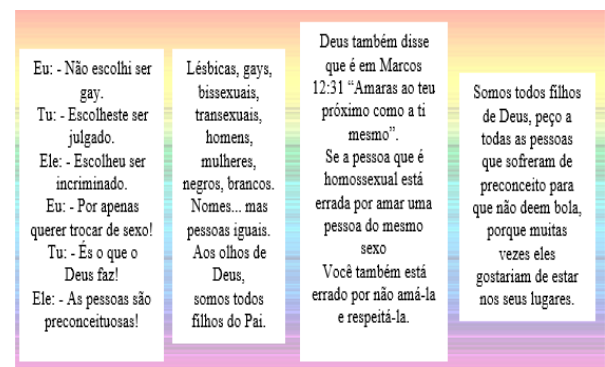 Eu: - Não escolhi ser
gay.
Tu: - Escolheste ser
julgado.
Ele: - Escolheu ser
incriminado.
Eu: - Por apenas
querer trocar de sexo!
Tu: - És o que o
Deus faz!
Ele: - As pessoas são
preconceituosas!
Lésbicas, gays,
bissexuais,
transexuais,
homens,
mulheres,
negros, brancos.
Nomes... mas
pessoas iguais.
Aos olhos de
Deus,
somos todos
filhos do Pai.
Deus também disse
que é em Marcos
12:31 “Amaras ao teu
próximo como a ti
mesmo”.
Se a pessoa que é
homossexual está
errada por amar uma
pessoa do mesmo
sexo
Você também está
errado por não amá-la
e respeitá-la.
Somos todos filhos
de Deus, peço a
todas as pessoas
que sofreram de
preconceito para
que não deem bola,
porque muitas
vezes eles
gostariam de estar
nos seus lugares.